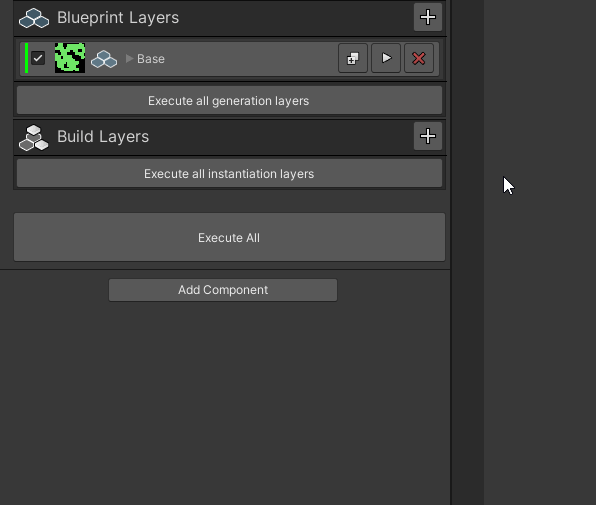 Blueprint Layers
Base
Execute all generation layers
Build Layers
Execute all instantiation layers
Execute All
Add Component